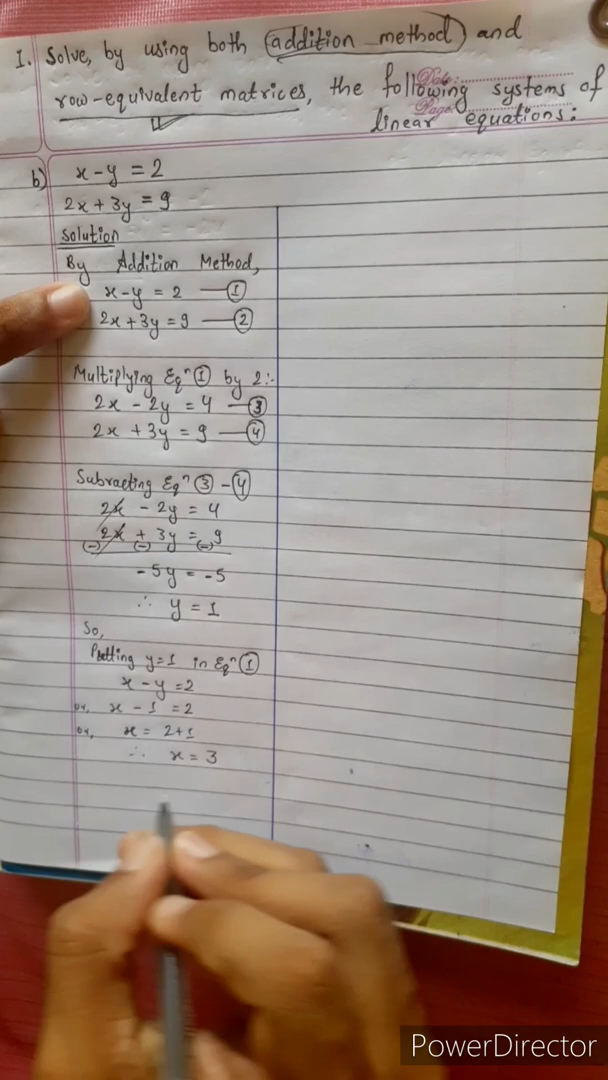 1. Solve, by using both addition method and
row-equivalent matrices, the following systems of
linear equations:
Date:
Page:
b) x - y = 2
2x + 3y = 9
Solution
By Addition Method,
x - y = 2 — ①
2x + 3y = 9 — ②
Multiplying Eqⁿ ① by 2:-
2x - 2y = 4 — ③
2x + 3y = 9 — ④
Subracting Eqⁿ ③ - ④
2x - 2y = 4
2x + 3y = 9
(-) (-) (-)
-5y = -5
∴ y = 1
So,
Putting y=1 in Eqⁿ ①
x - y = 2
or, x - 1 = 2
or, x = 2+1
∴ x = 3
PowerDirector